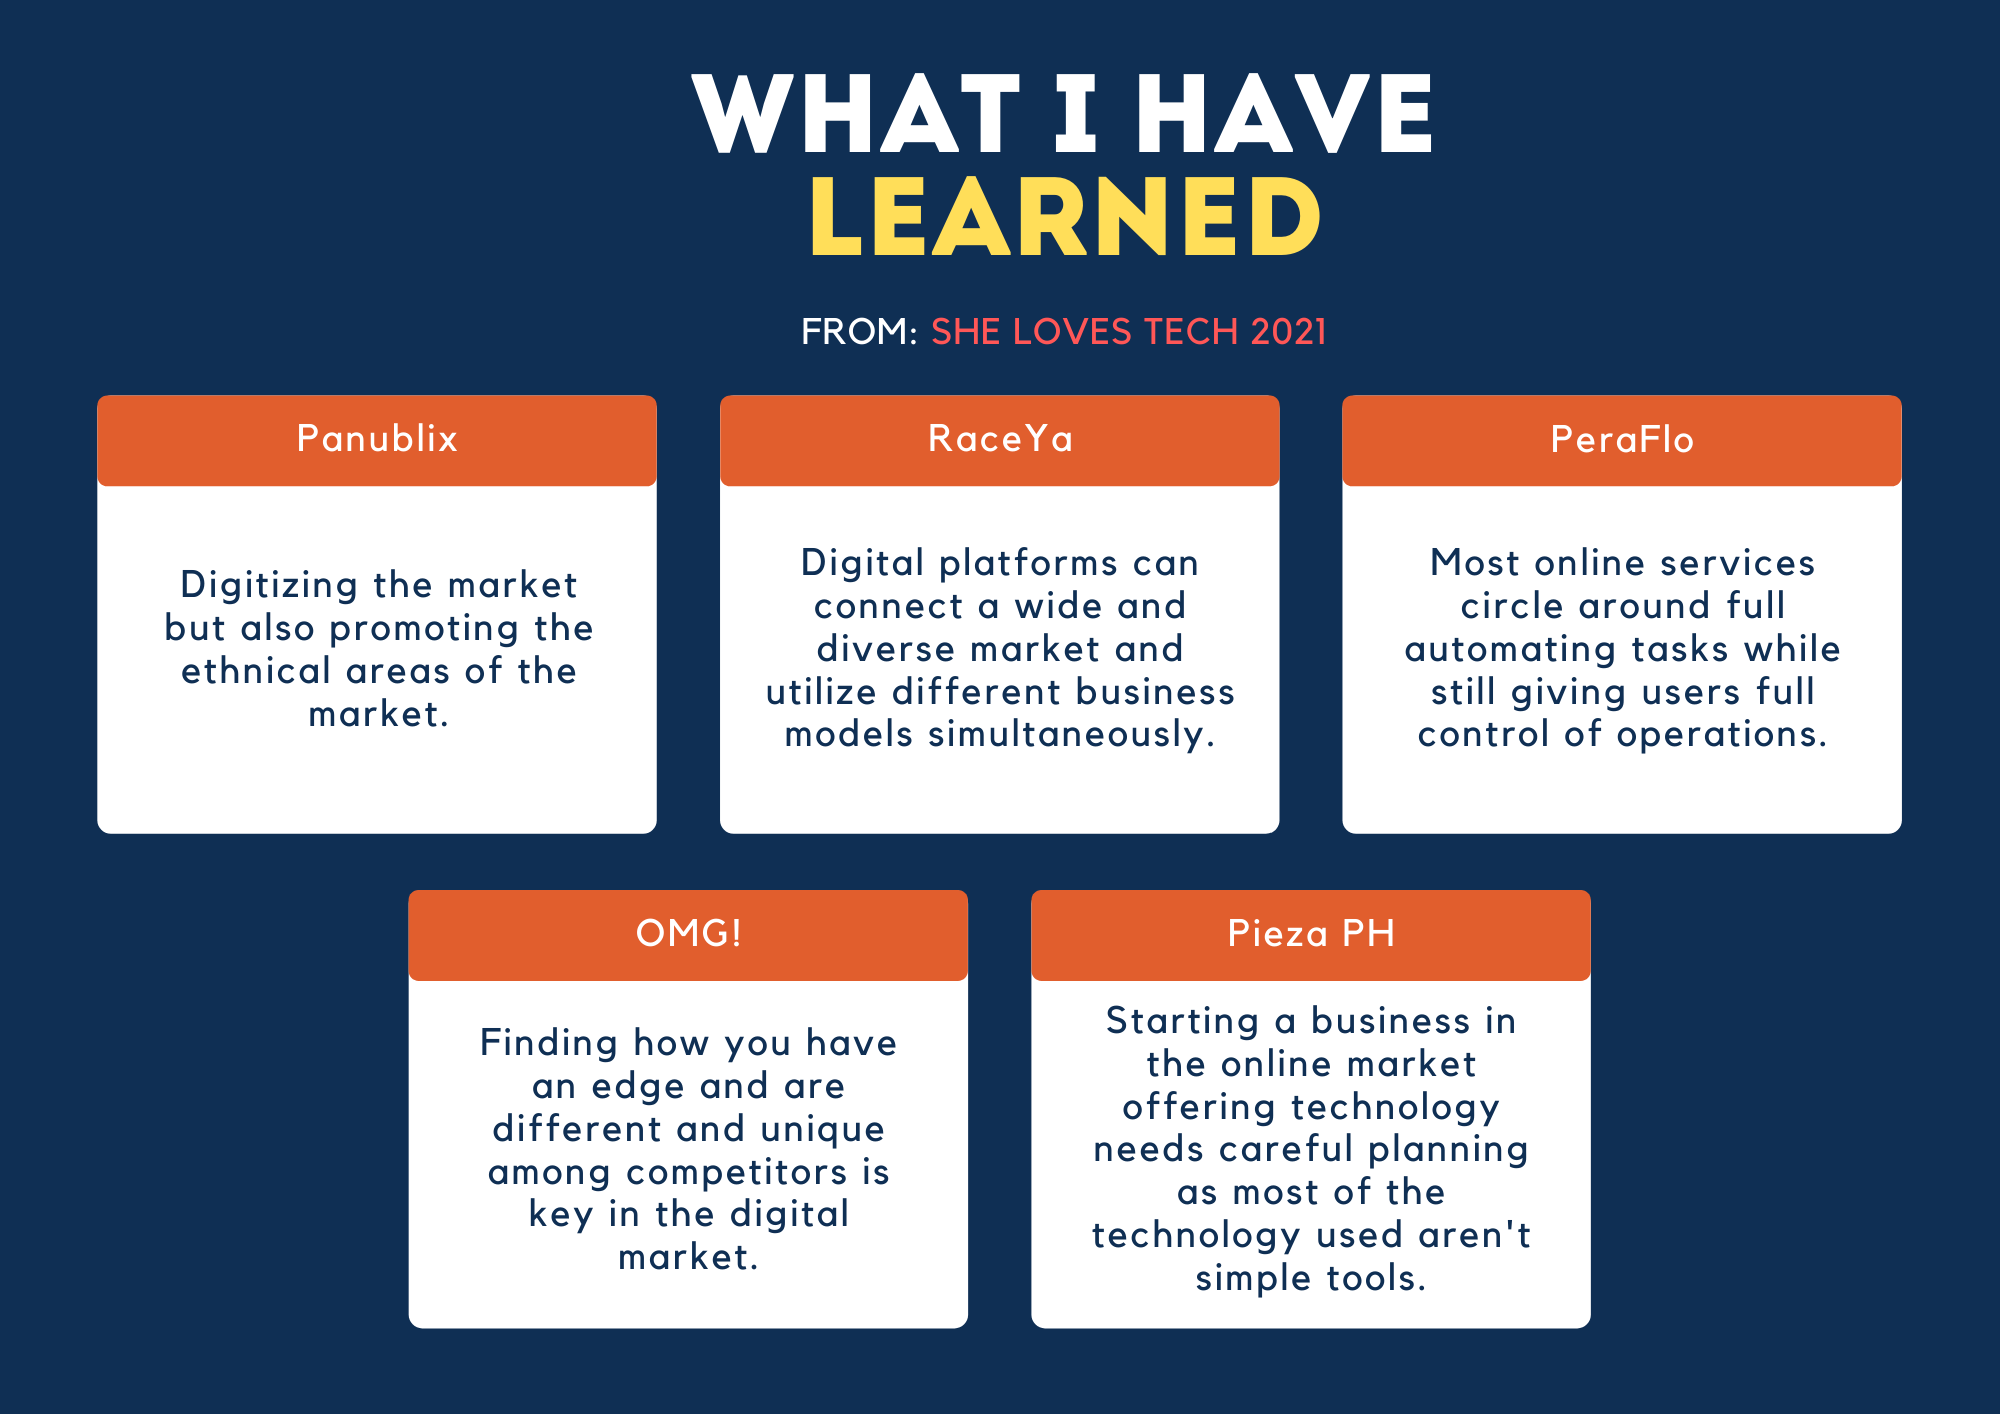 WHAT I HAVE
LEARNED
FROM: SHE LOVES TECH 2021
Panublix
Digitizing the market
but also promoting the
ethnical areas of the
market.
RaceYa
Digital platforms can
connect a wide and
diverse market and
utilize different business
models simultaneously.
PeraFlo
Most online services
circle around full
automating tasks while
still giving users full
control of operations.
OMG!
Finding how you have
an edge and are
different and unique
among competitors is
key in the digital
market.
Pieza PH
Starting a business in
the online market
offering technology
needs careful planning
as most of the
technology used aren't
simple tools.